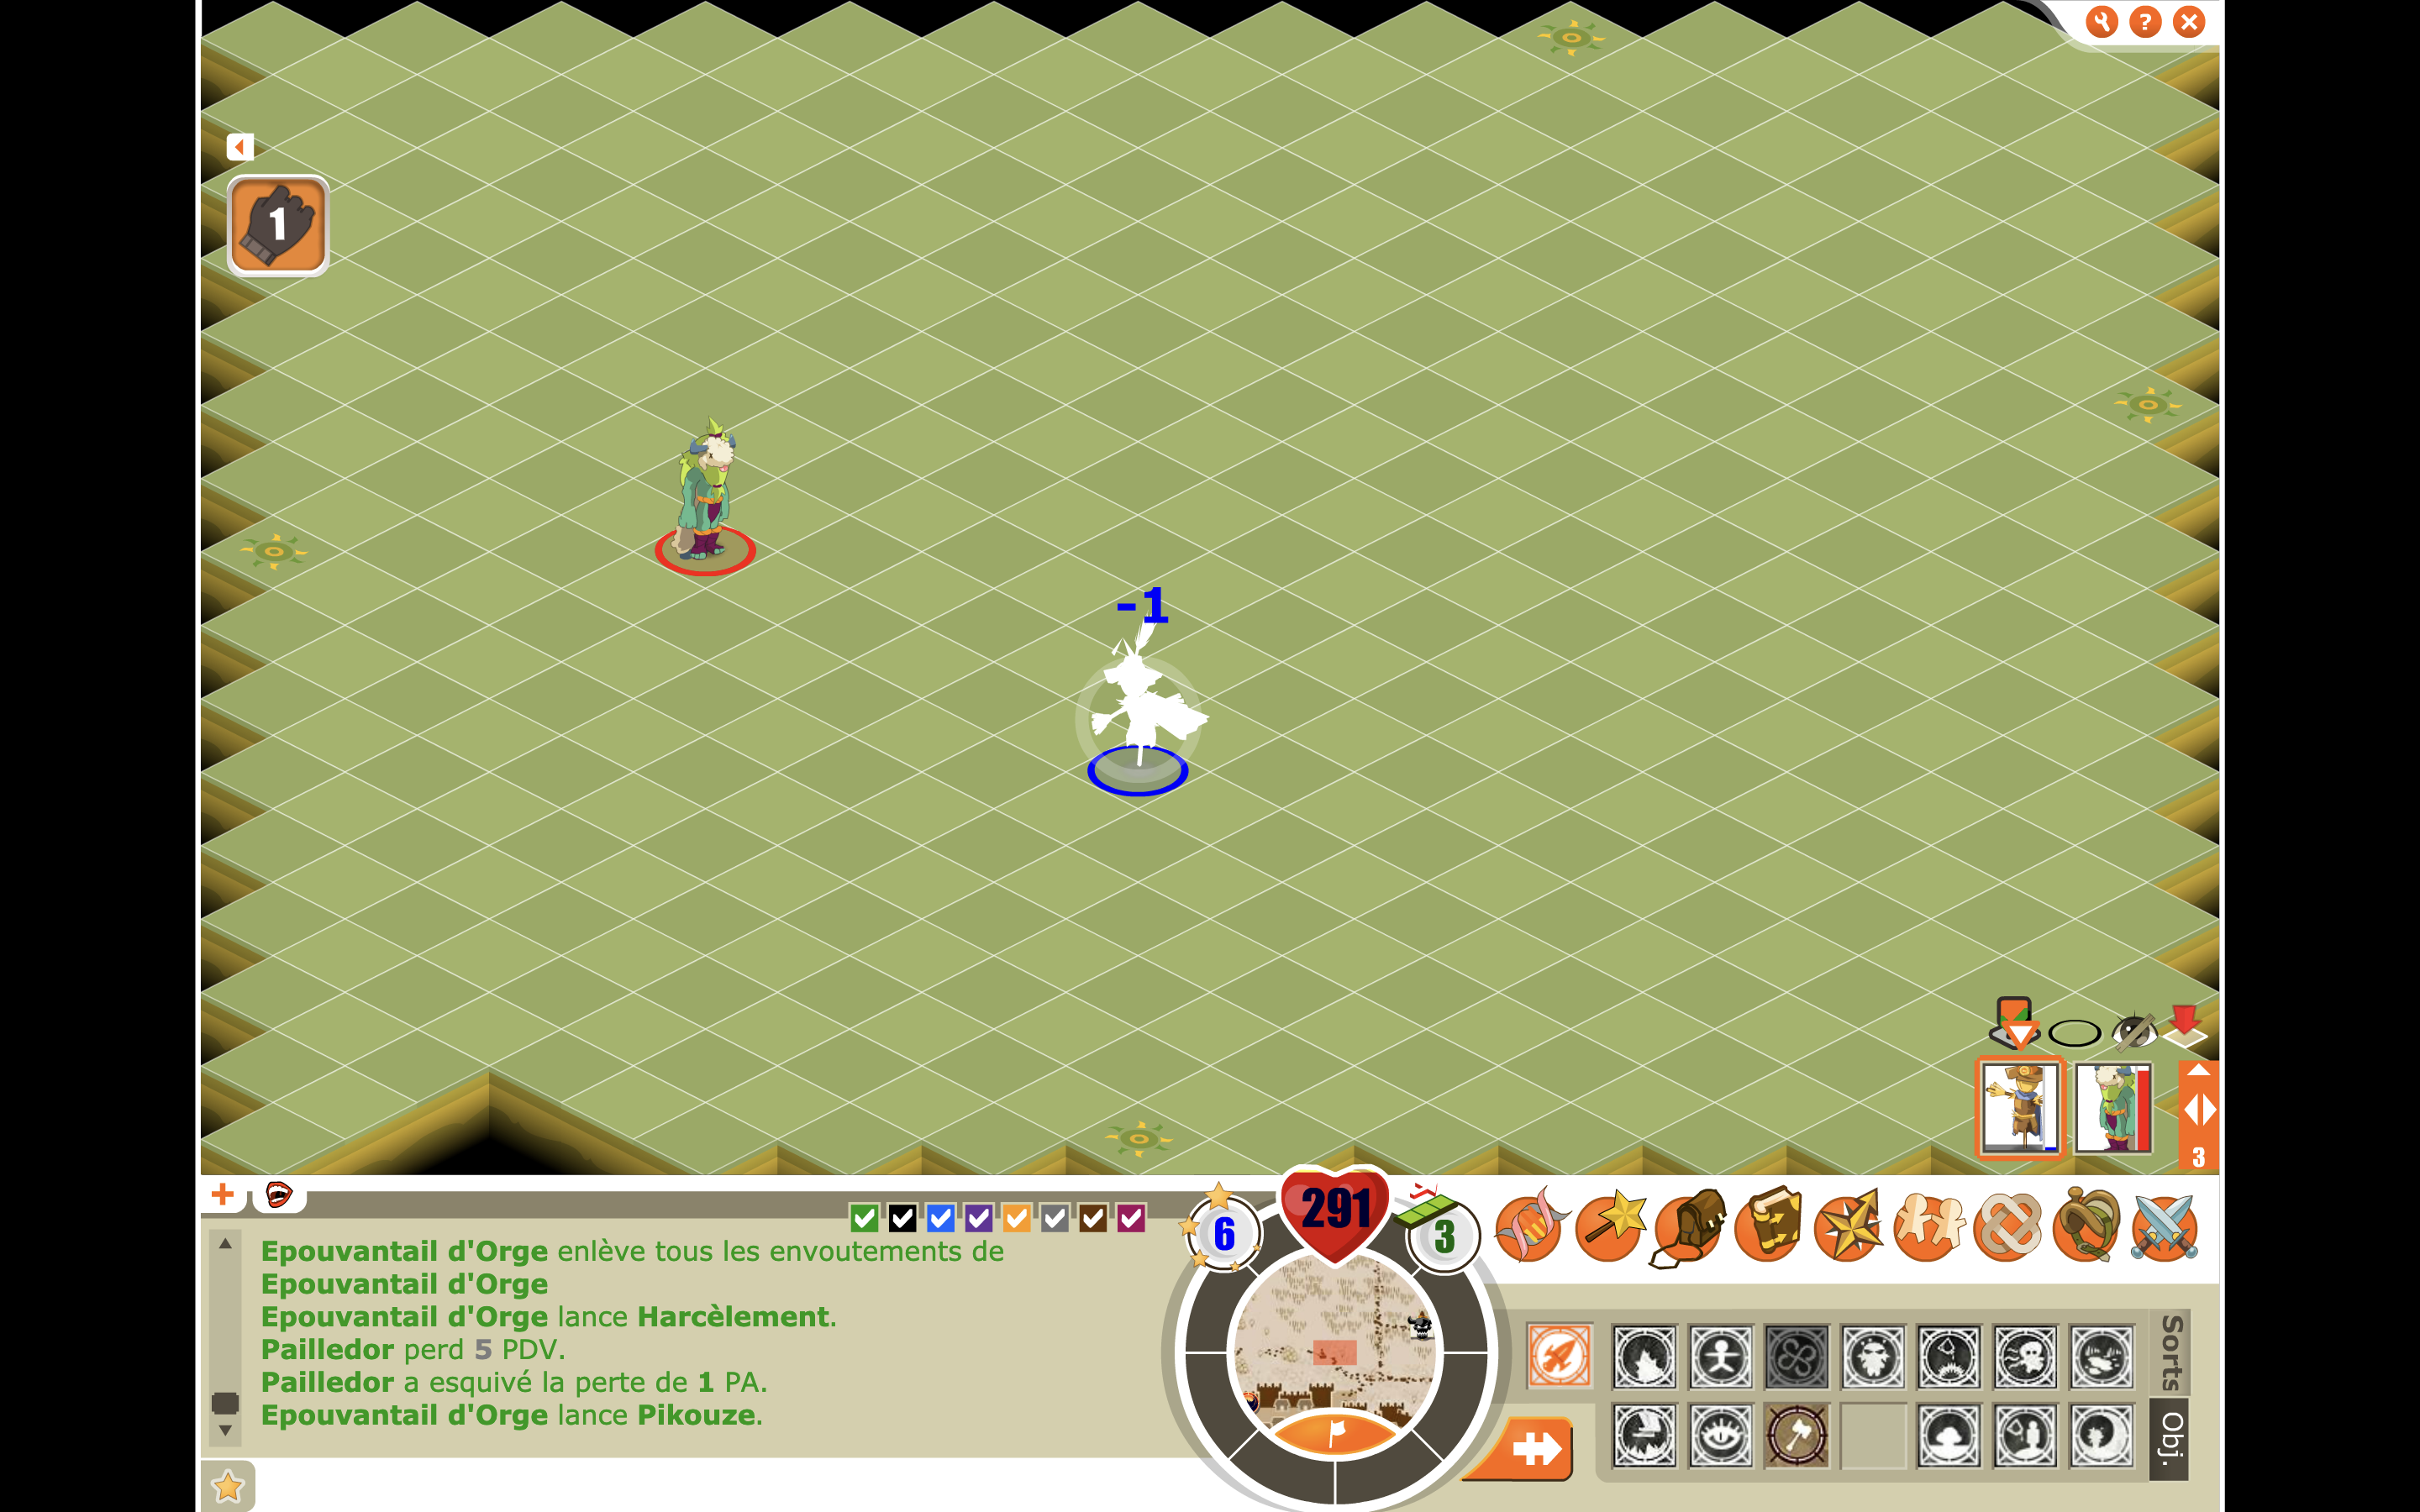 ?
1
-1
3
291
6
3
Epouvantail d'Orge enlève tous les envoutements de
Epouvantail d'Orge
Epouvantail d'Orge lance Harcèlement.
Pailledor perd 5 PDV.
Pailledor a esquivé la perte de 1 PA.
Epouvantail d'Orge lance Pikouze.
Sorts
Obj.